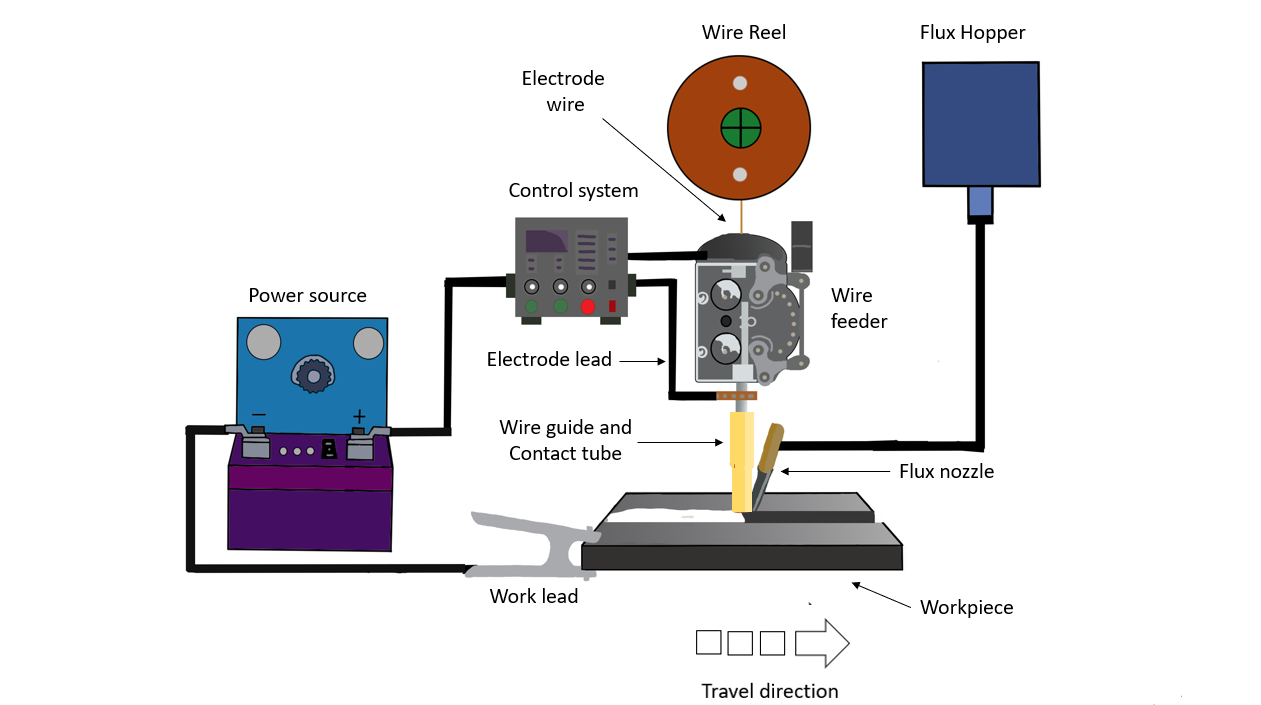 Wire Reel
Flux Hopper
Electrode
wire
Control system
Power source
Wire
feeder
Electrode lead
− +
Wire guide and
Contact tube
Flux nozzle
Work lead
Workpiece
Travel direction